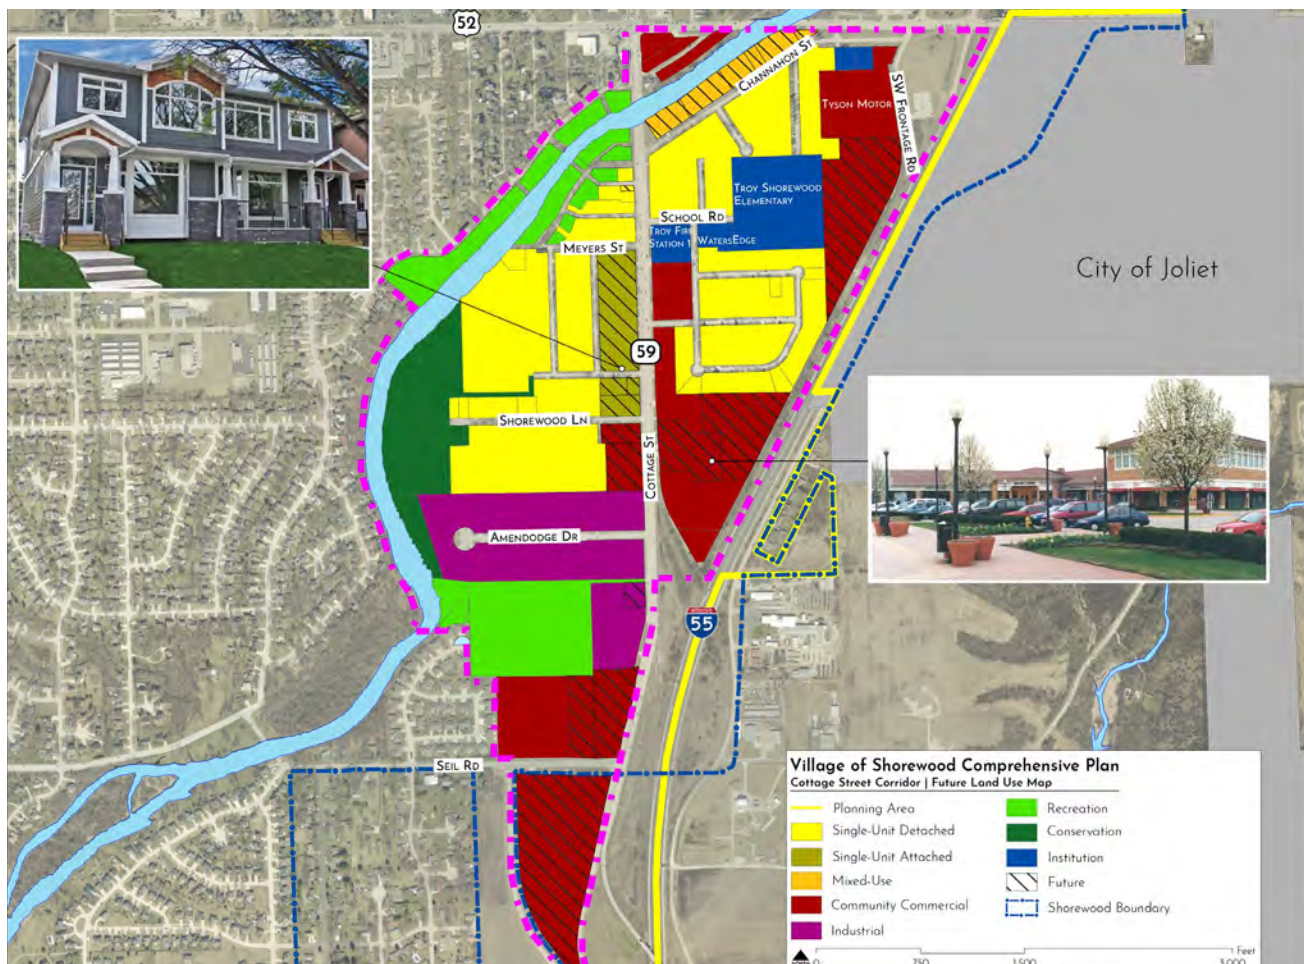 52
CHANNAHON ST
SW FRONTAGE RD
TYSON MOTOR
TROY SHOREWOOD
ELEMENTARY
SCHOOL RD
TROY FIRE
STATION 1
WATERSEDGE
MEYERS ST
City of Joliet
59
SHOREWOOD LN
COTTAGE ST
AMENDODGE DR
INTERSTATE
55
SEIL RD
Village of Shorewood Comprehensive Plan
Cottage Street Corridor | Future Land Use Map
Planning Area
Single-Unit Detached
Single-Unit Attached
Mixed-Use
Community Commercial
Industrial
Recreation
Conservation
Institution
Future
Shorewood Boundary
Feet
0 750 1,500 3,000